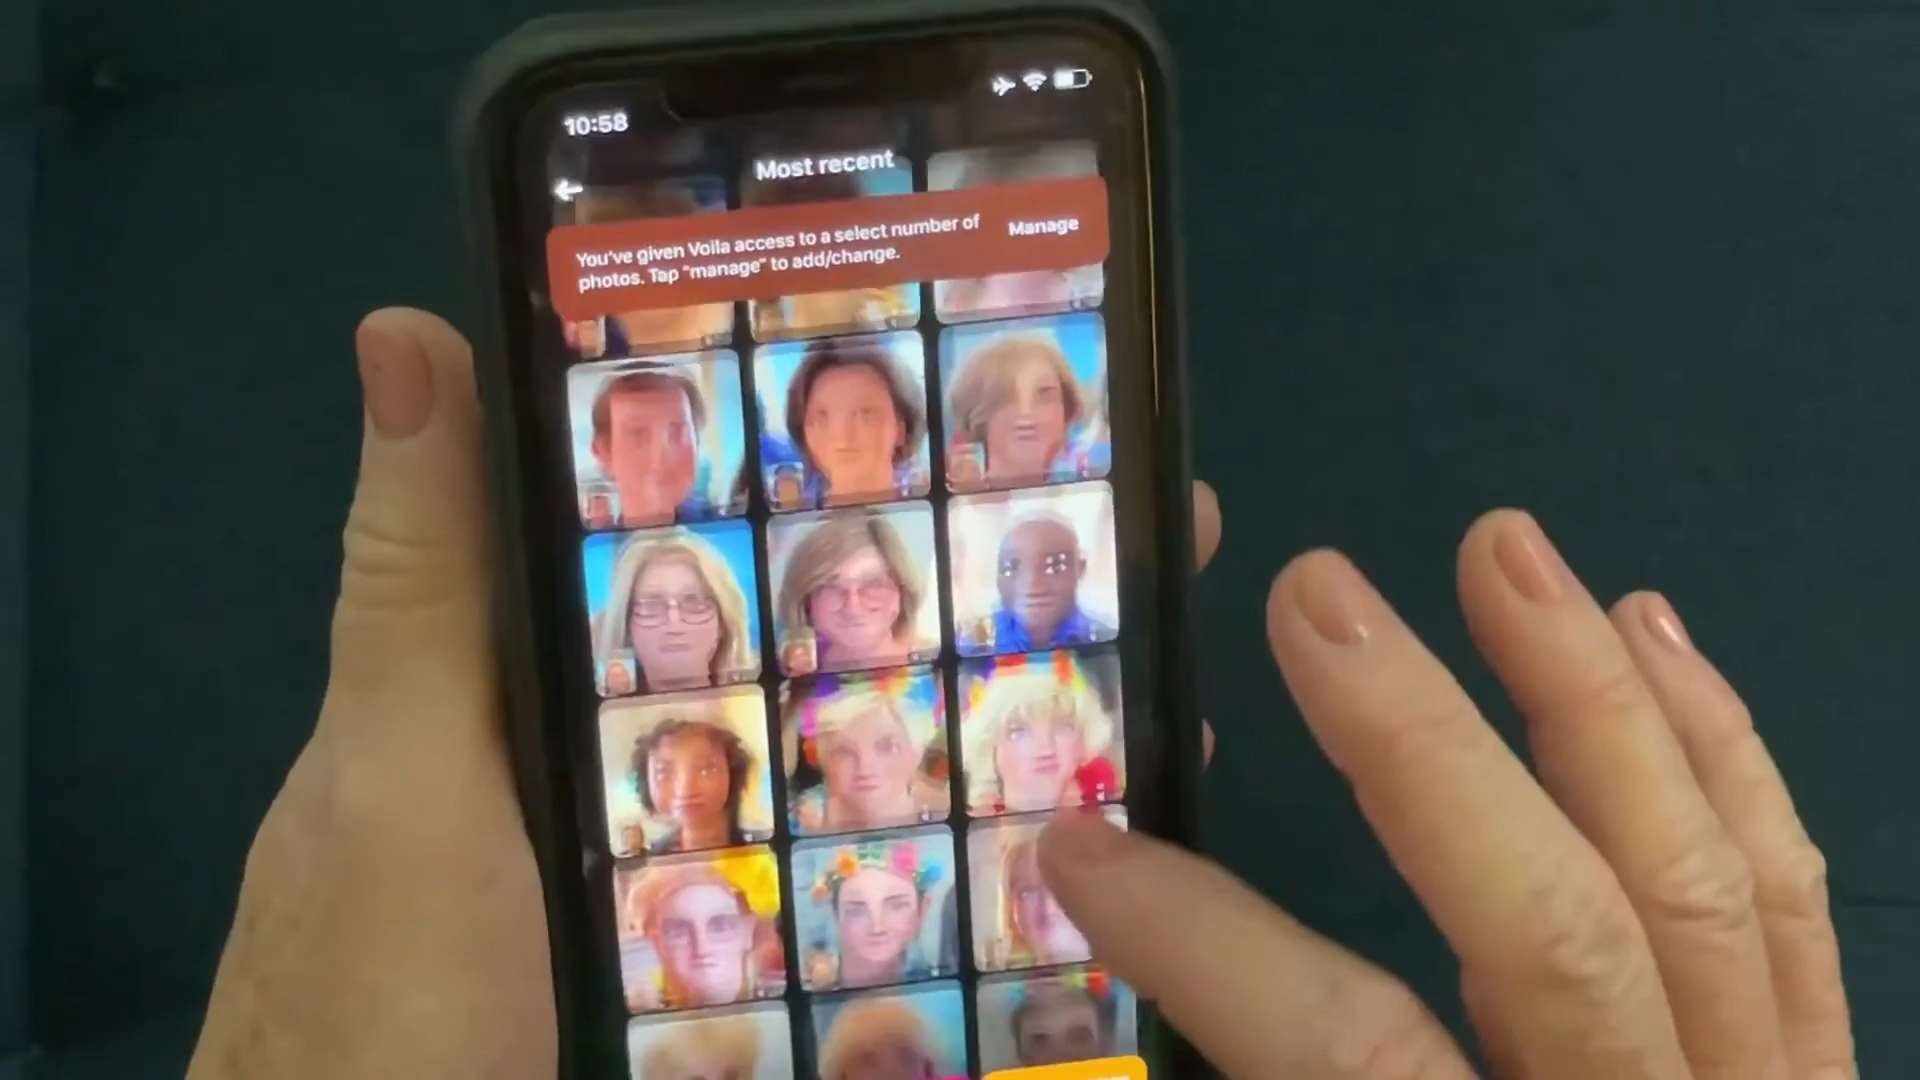 10:58
Most recent
You've given Voila access to a select number of
photos. Tap "manage" to add/change.
Manage